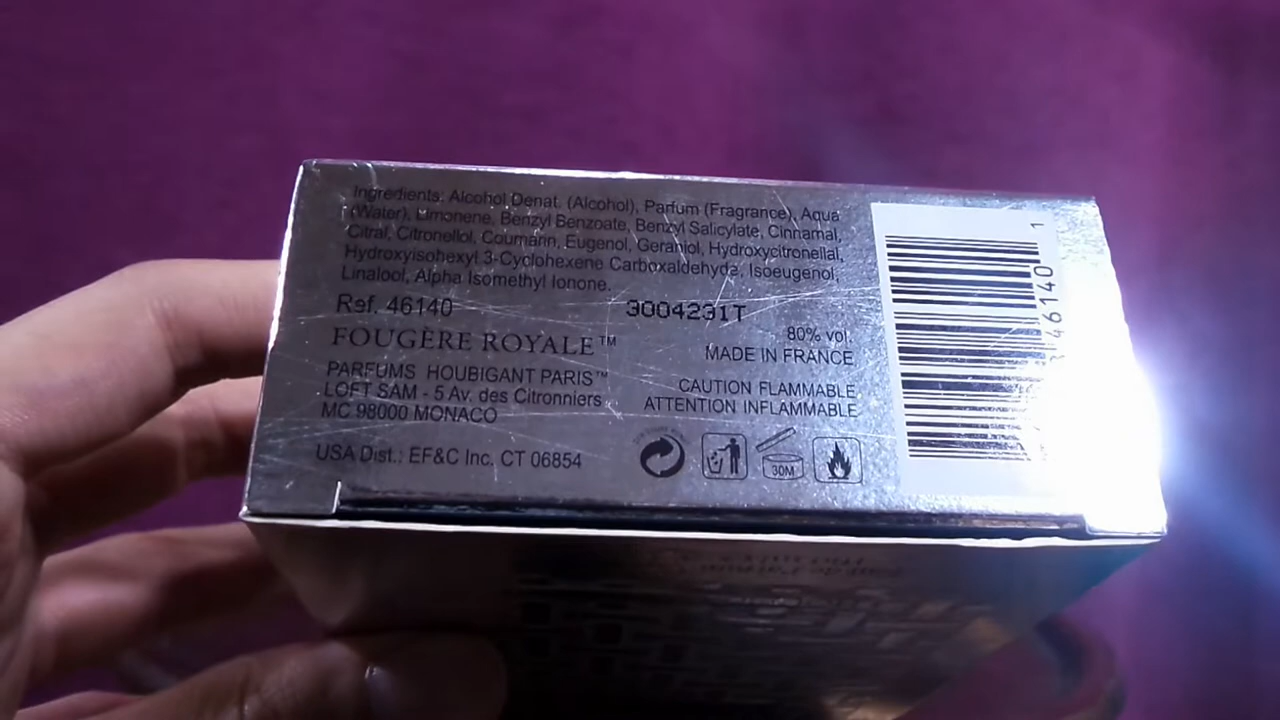 Ingredients: Alcohol Denat. (Alcohol), Parfum (Fragrance), Aqua
(Water), Limonene, Benzyl Benzoate, Benzyl Salicylate, Cinnamal,
Citral, Citronellol, Coumarin, Eugenol, Geraniol, Hydroxycitronellal,
Hydroxyisohexyl 3-Cyclohexene Carboxaldehyde, Isoeugenol,
Linalool, Alpha Isomethyl Ionone.
Ref. 46140
3004231T
FOUGÈRE ROYALE™
80% vol.
MADE IN FRANCE
PARFUMS HOUBIGANT PARIS™
LOFT SAM - 5 Av. des Citronniers
MC 98000 MONACO
CAUTION FLAMMABLE
ATTENTION INFLAMMABLE
USA Dist.: EF&C Inc. CT 06854
30M
46140 1